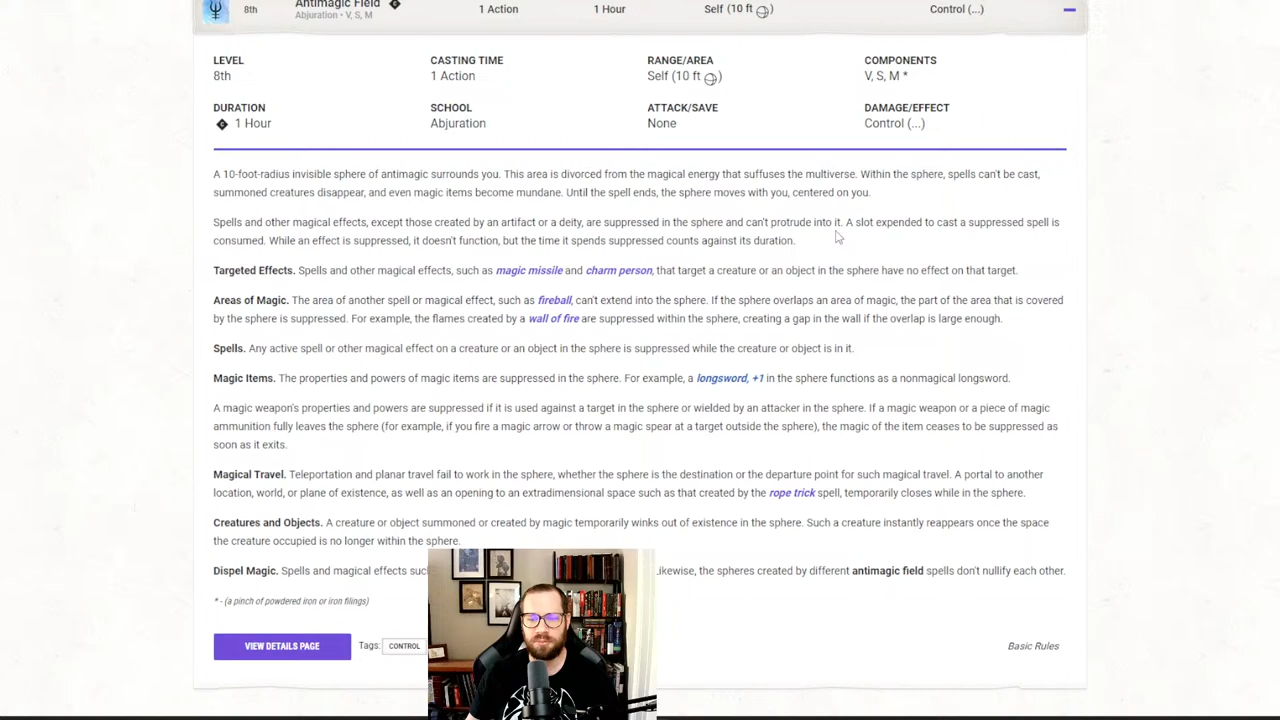 8th
Antimagic Field
1 Action
1 Hour
Self (10 ft )
Control (...)
Abjuration • V, S, M
LEVEL
CASTING TIME
RANGE/AREA
COMPONENTS
8th
1 Action
Self (10 ft )
V, S, M *
DURATION
SCHOOL
ATTACK/SAVE
DAMAGE/EFFECT
1 Hour
Abjuration
None
Control (...)
A 10-foot-radius invisible sphere of antimagic surrounds you. This area is divorced from the magical energy that suffuses the multiverse. Within the sphere, spells can't be cast,
summoned creatures disappear, and even magic items become mundane. Until the spell ends, the sphere moves with you, centered on you.
Spells and other magical effects, except those created by an artifact or a deity, are suppressed in the sphere and can't protrude into it. A slot expended to cast a suppressed spell is
consumed. While an effect is suppressed, it doesn't function, but the time it spends suppressed counts against its duration.
Targeted Effects. Spells and other magical effects, such as magic missile and charm person, that target a creature or an object in the sphere have no effect on that target.
Areas of Magic. The area of another spell or magical effect, such as fireball, can't extend into the sphere. If the sphere overlaps an area of magic, the part of the area that is covered
by the sphere is suppressed. For example, the flames created by a wall of fire are suppressed within the sphere, creating a gap in the wall if the overlap is large enough.
Spells. Any active spell or other magical effect on a creature or an object in the sphere is suppressed while the creature or object is in it.
Magic Items. The properties and powers of magic items are suppressed in the sphere. For example, a longsword, +1 in the sphere functions as a nonmagical longsword.
A magic weapon's properties and powers are suppressed if it is used against a target in the sphere or wielded by an attacker in the sphere. If a magic weapon or a piece of magic
ammunition fully leaves the sphere (for example, if you fire a magic arrow or throw a magic spear at a target outside the sphere), the magic of the item ceases to be suppressed as
soon as it exits.
Magical Travel. Teleportation and planar travel fail to work in the sphere, whether the sphere is the destination or the departure point for such magical travel. A portal to another
location, world, or plane of existence, as well as an opening to an extradimensional space such as that created by the rope trick spell, temporarily closes while in the sphere.
Creatures and Objects. A creature or object summoned or created by magic temporarily winks out of existence in the sphere. Such a creature instantly reappears once the space
the creature occupied is no longer within the sphere.
Dispel Magic. Spells and magical effects suc Likewise, the spheres created by different antimagic field spells don't nullify each other.
* - (a pinch of powdered iron or iron filings)
VIEW DETAILS PAGE
Tags: CONTROL
Basic Rules